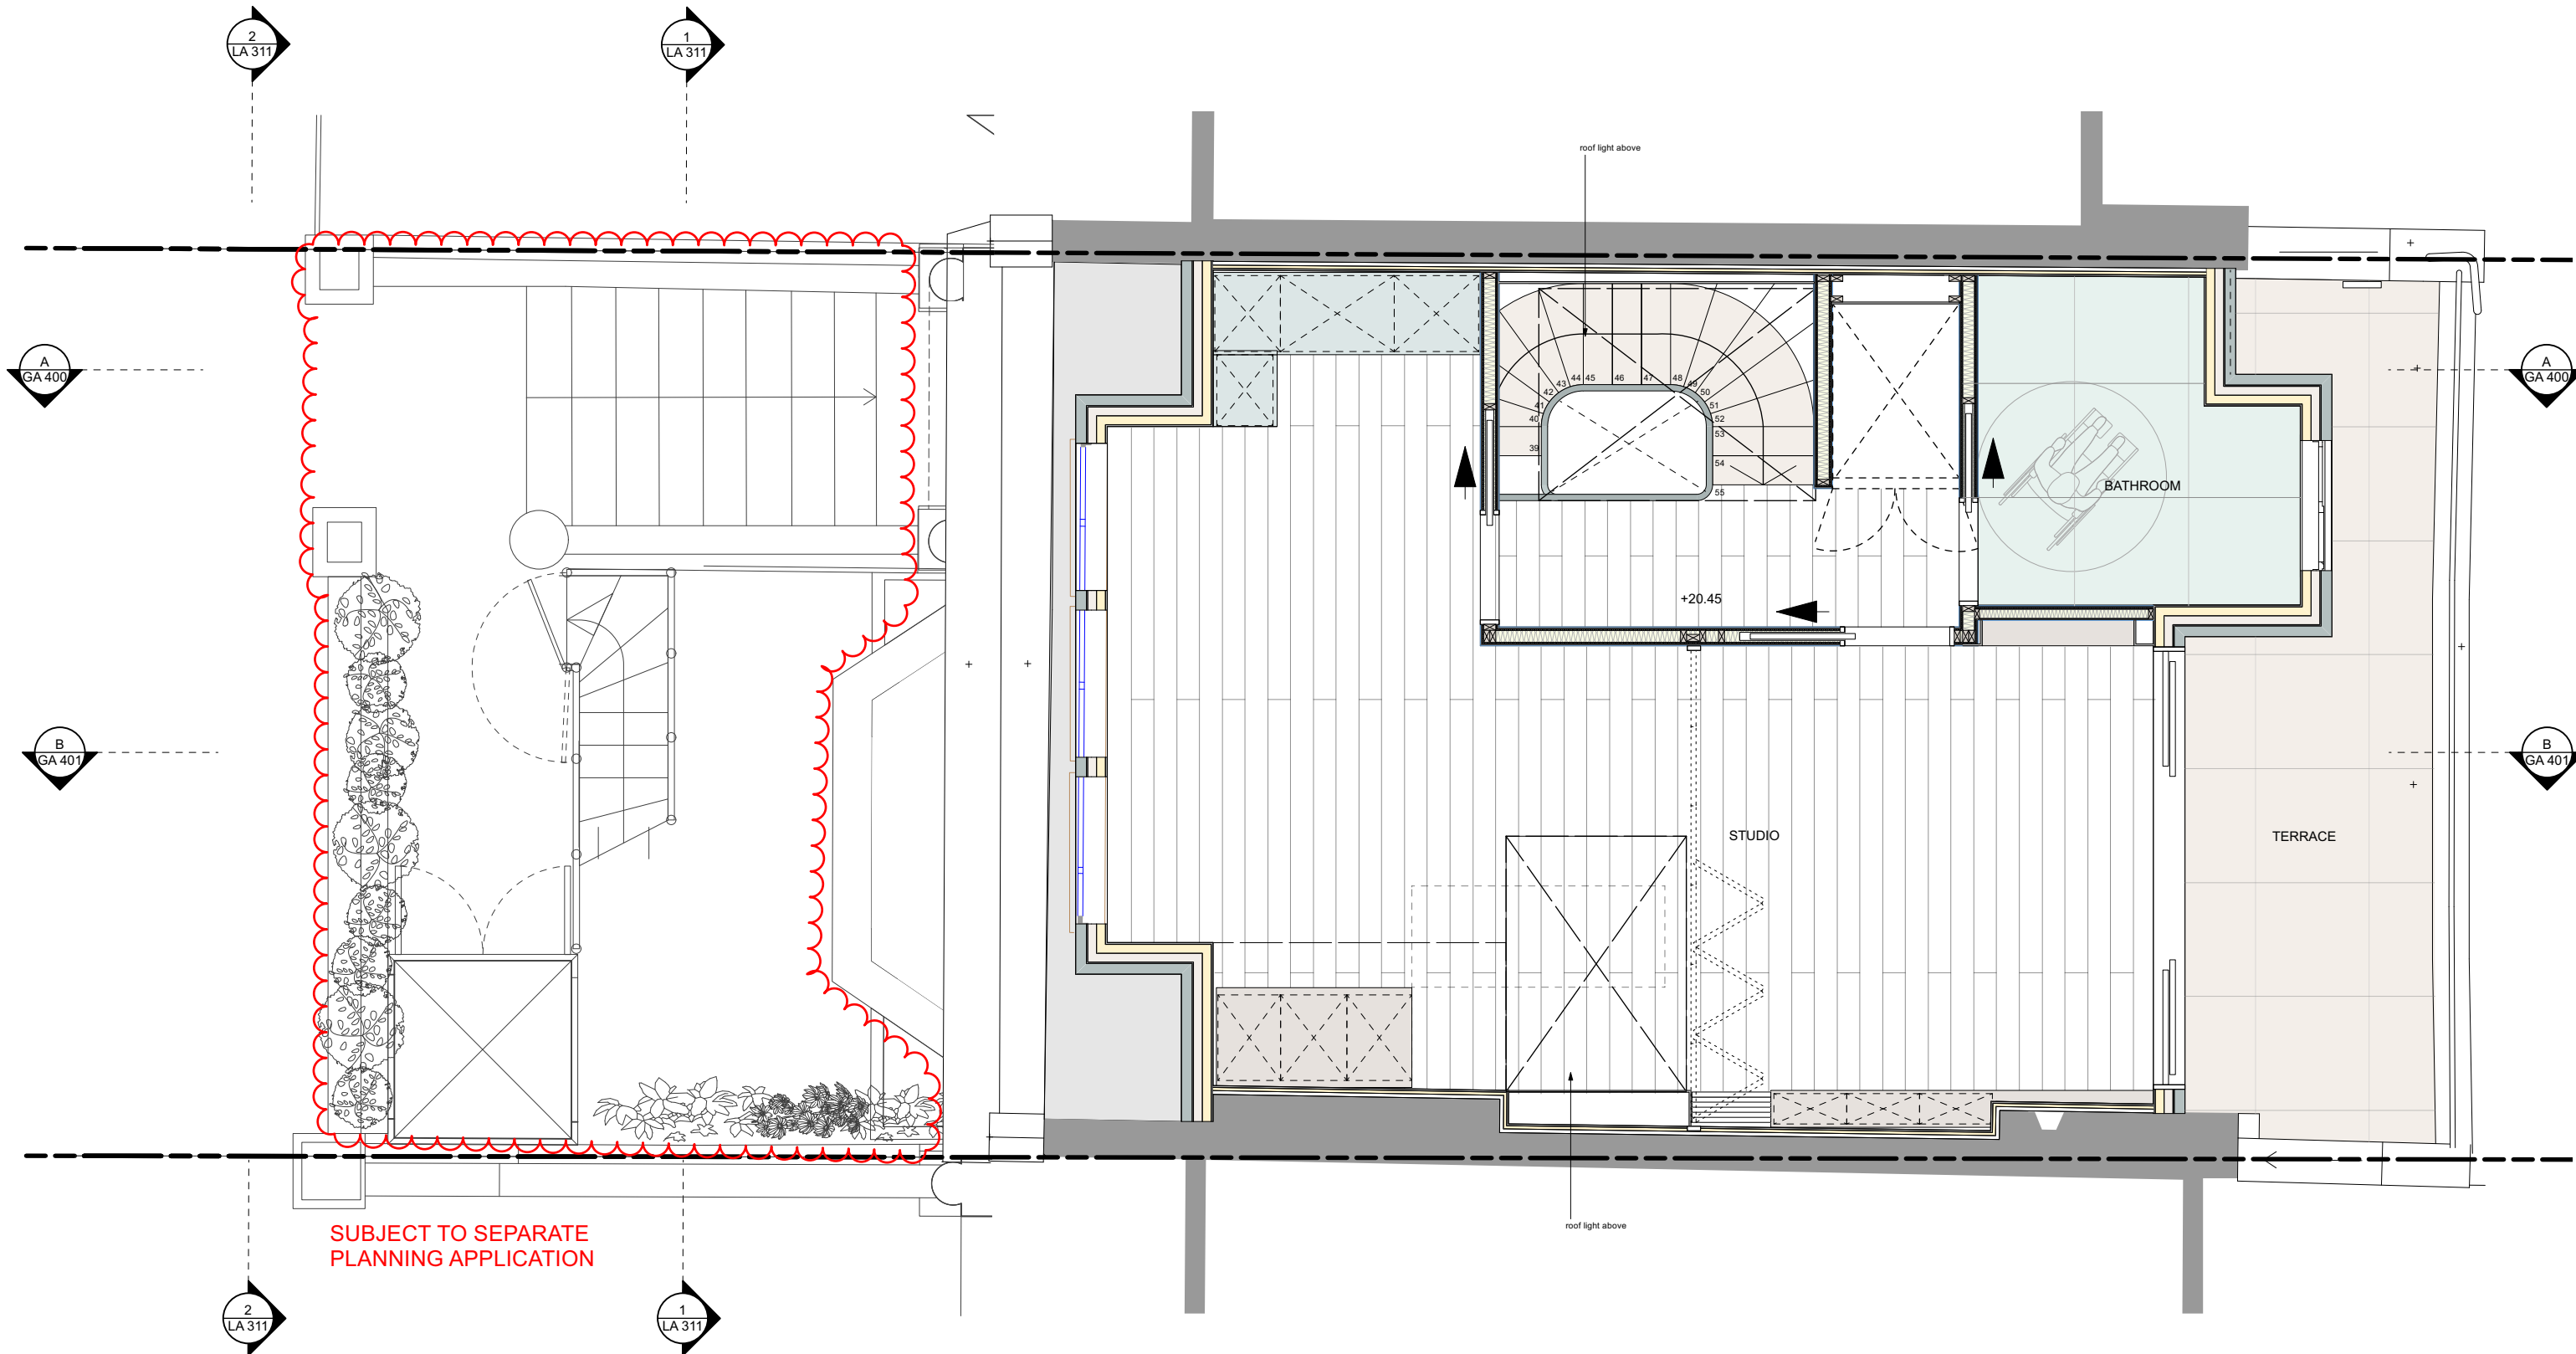 2
LA 311
1
LA 311
roof light above
A
GA 400
A
GA 400
39
40
41
42
43
44
45
46
47
48
49
50
51
52
53
54
55
BATHROOM
+20.45
B
GA 401
B
GA 401
STUDIO
TERRACE
roof light above
SUBJECT TO SEPARATE
PLANNING APPLICATION
2
LA 311
1
LA 311